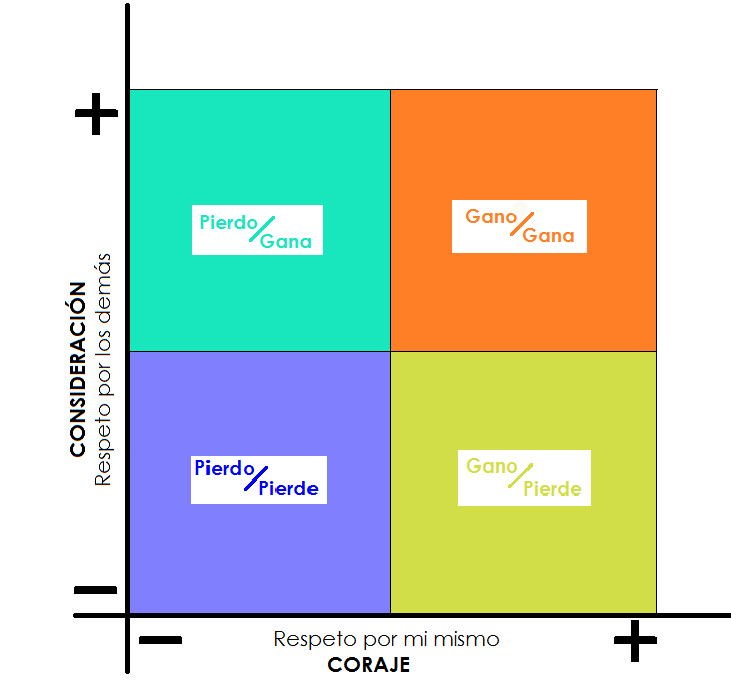 +
Pierdo/Gana
Gano/Gana
CONSIDERACIÓN
Respeto por los demás
Pierdo/Pierde
Gano/Pierde
−
−
Respeto por mi mismo
+
CORAJE